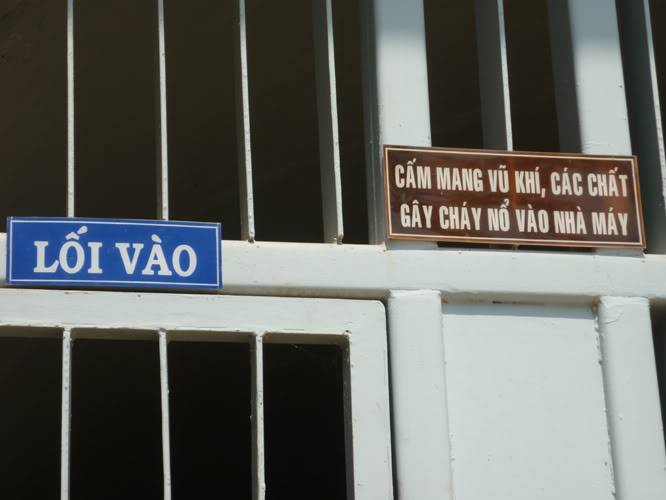 LỐI VÀO
CẤM MANG VŨ KHÍ, CÁC CHẤT
GÂY CHÁY NỔ VÀO NHÀ MÁY